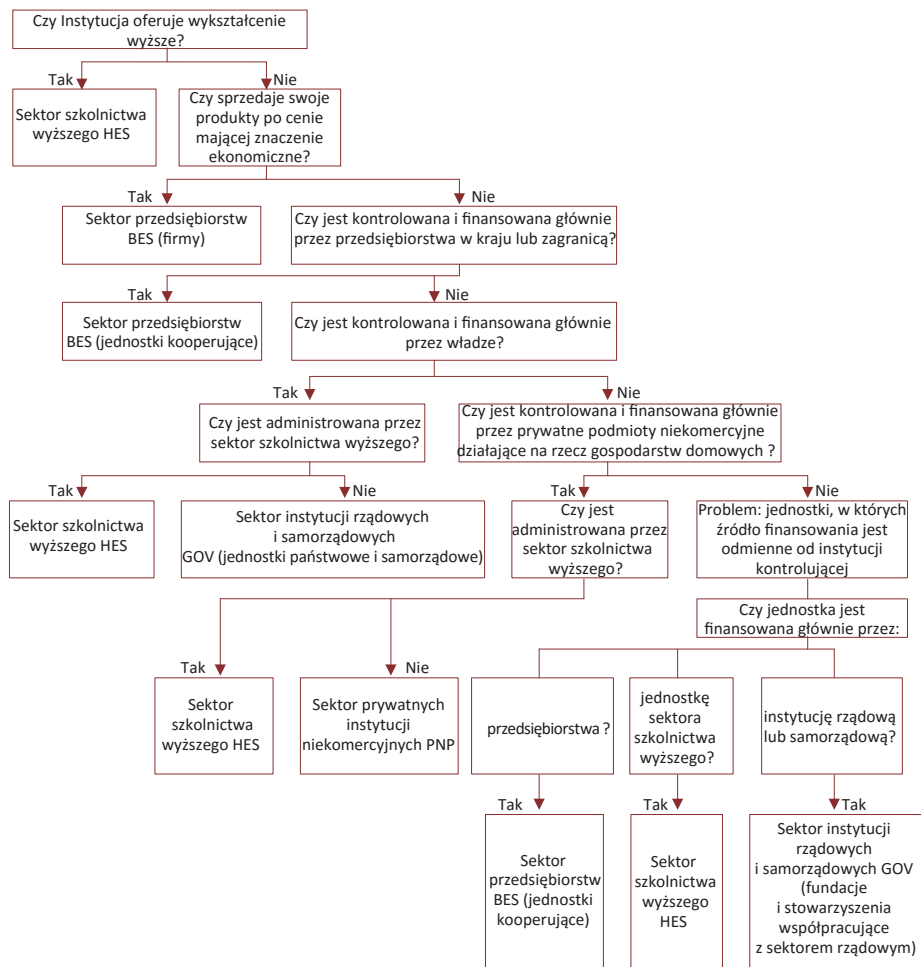 Czy Instytucja oferuje wykształcenie
wyższe?
Tak
Nie
Sektor szkolnictwa
wyższego HES
Czy sprzedaje swoje
produkty po cenie
mającej znaczenie
ekonomiczne?
Tak
Nie
Sektor przedsiębiorstw
BES (firmy)
Czy jest kontrolowana i finansowana głównie
przez przedsiębiorstwa w kraju lub zagranicą?
Tak
Nie
Sektor przedsiębiorstw
BES (jednostki kooperujące)
Czy jest kontrolowana i finansowana głównie
przez władze?
Tak
Nie
Czy jest administrowana przez
sektor szkolnictwa wyższego?
Czy jest kontrolowana i finansowana głównie
przez prywatne podmioty niekomercyjne
działające na rzecz gospodarstw domowych ?
Tak
Nie
Sektor szkolnictwa
wyższego HES
Sektor instytucji rządowych
i samorządowych
GOV (jednostki państwowe i samorządowe)
Tak
Nie
Czy jest
administrowana przez
sektor szkolnictwa
wyższego?
Problem: jednostki, w których
źródło finansowania jest
odmienne od instytucji
kontrolującej
Czy jednostka jest
finansowana głównie przez:
Tak
Nie
Sektor
szkolnictwa
wyższego HES
Sektor prywatnych
instytucji
niekomercyjnych PNP
przedsiębiorstwa ?
jednostkę
sektora
szkolnictwa
wyższego?
instytucję rządową
lub samorządową?
Tak
Tak
Tak
Sektor
przedsiębiorstw
BES (jednostki
kooperujące)
Sektor
szkolnictwa
wyższego
HES
Sektor instytucji
rządowych
i samorządowych GOV
(fundacje
i stowarzyszenia
współpracujące
z sektorem rządowym)